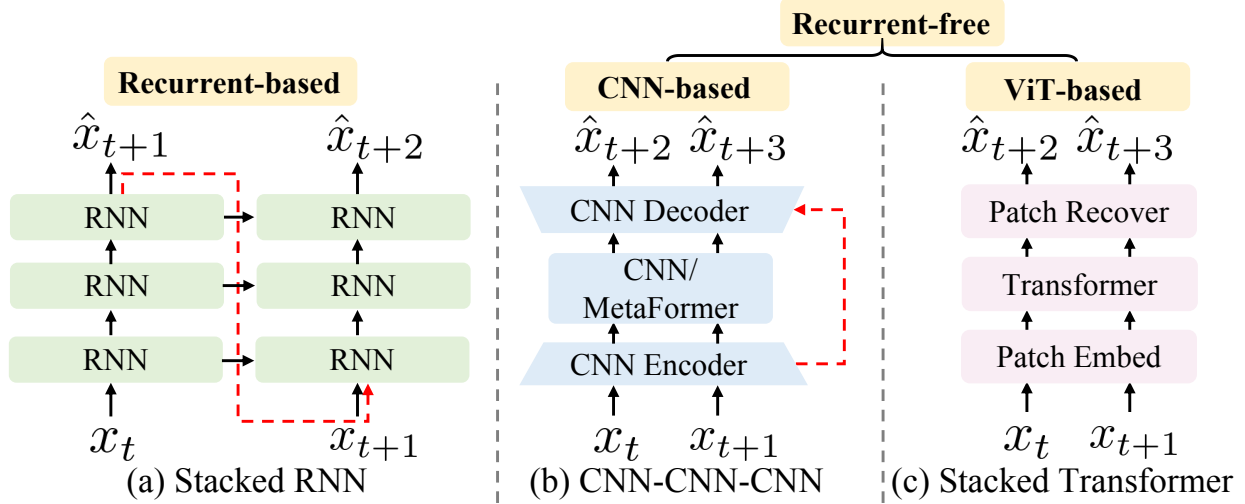 Recurrent-free
Recurrent-based
x̂ₜ₊₁ x̂ₜ₊₂
RNN RNN
RNN RNN
RNN RNN
xₜ xₜ₊₁
(a) Stacked RNN
CNN-based
x̂ₜ₊₂ x̂ₜ₊₃
CNN Decoder
CNN/
MetaFormer
CNN Encoder
xₜ xₜ₊₁
(b) CNN-CNN-CNN
ViT-based
x̂ₜ₊₂ x̂ₜ₊₃
Patch Recover
Transformer
Patch Embed
xₜ xₜ₊₁
(c) Stacked Transformer